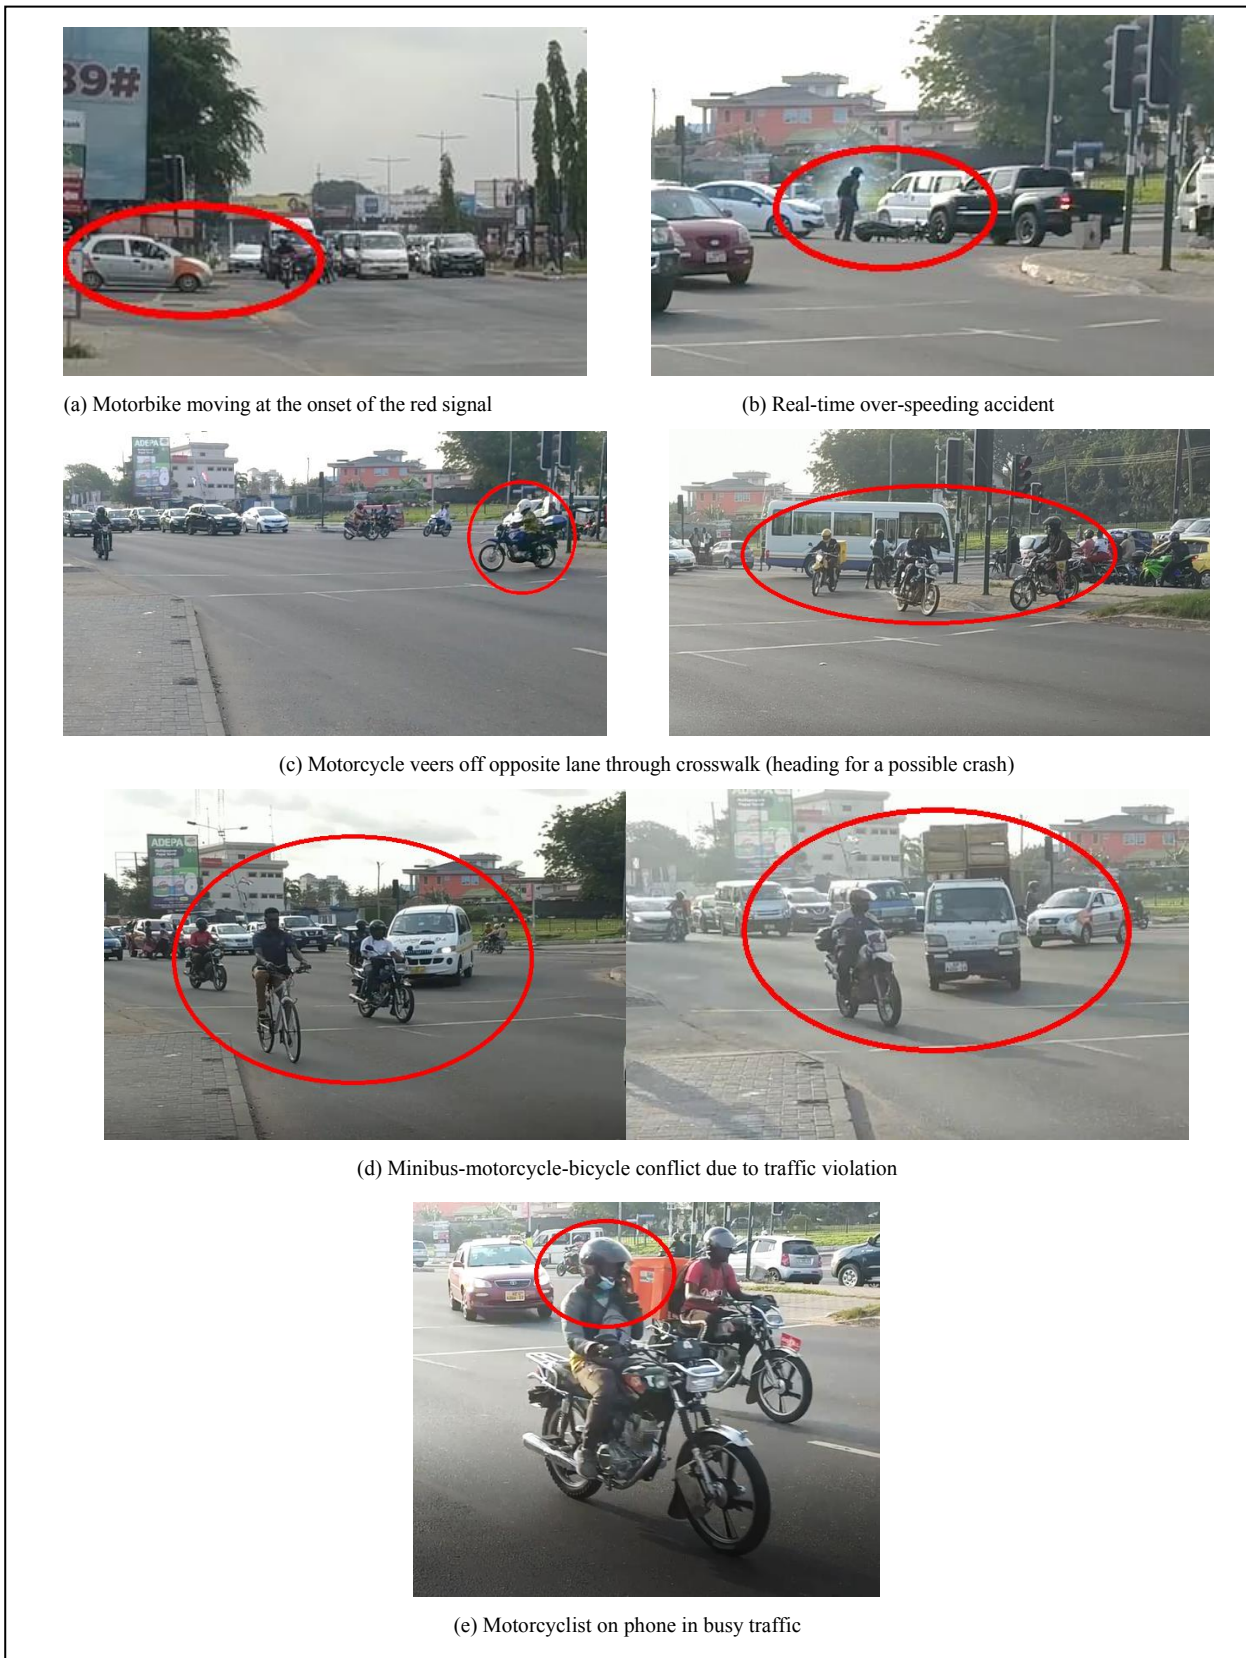 39#
Bank
(a) Motorbike moving at the onset of the red signal
(b) Real-time over-speeding accident
ADEPA
(c) Motorcycle veers off opposite lane through crosswalk (heading for a possible crash)
ADEPA
ADEPA
(d) Minibus-motorcycle-bicycle conflict due to traffic violation
(e) Motorcyclist on phone in busy traffic